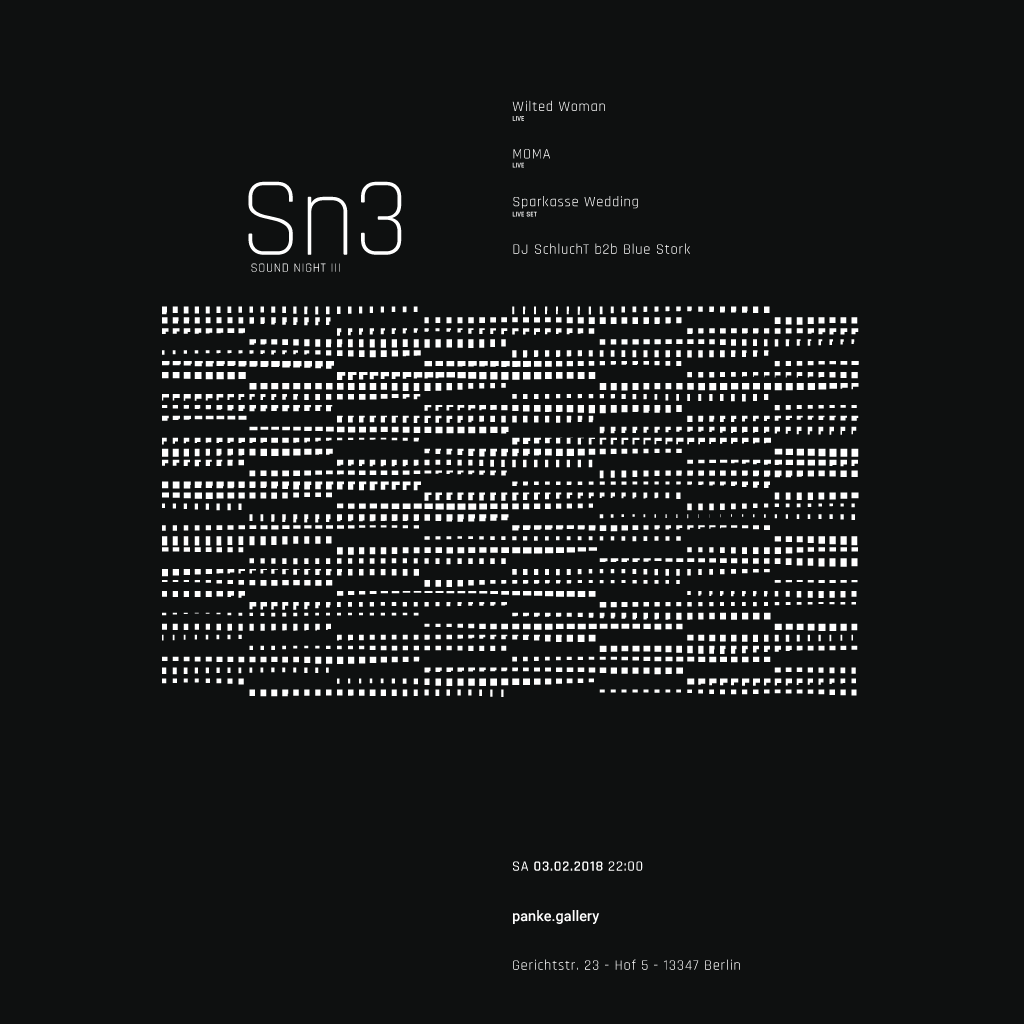 Wilted Woman
LIVE
MOMA
LIVE
Sparkasse Wedding
LIVE SET
DJ SchluchT b2b Blue Stork
Sn3
SOUND NIGHT III
SA 03.02.2018 22:00
panke.gallery
Gerichtstr. 23 - Hof 5 - 13347 Berlin